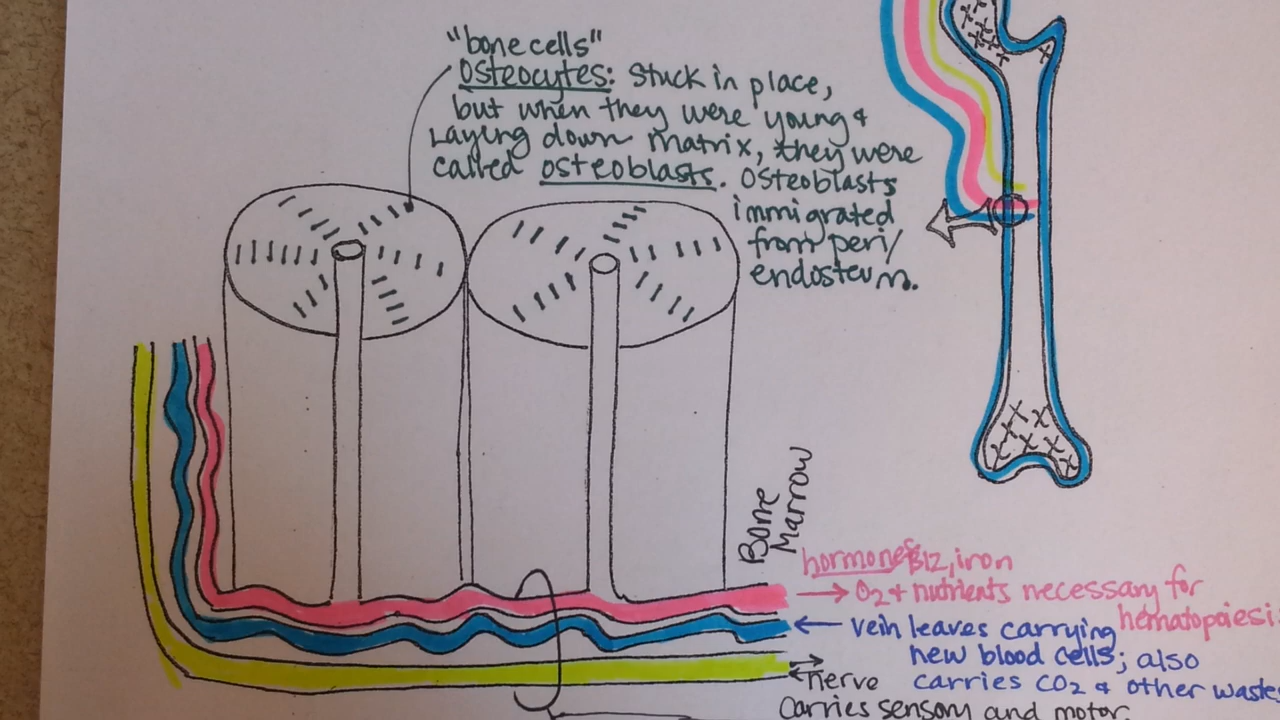 "bone cells"
Osteocytes: Stuck in place,
but when they were young &
Laying down matrix, they were
called osteoblasts. Osteoblasts
immigrated
from peri/
endosteum.
Bone
Marrow
hormones, B12, iron
O2 + nutrients necessary for
hematopoiesi
vein leaves carrying
new blood cells; also
carries CO2 & other waste
nerve
carries sensory and motor